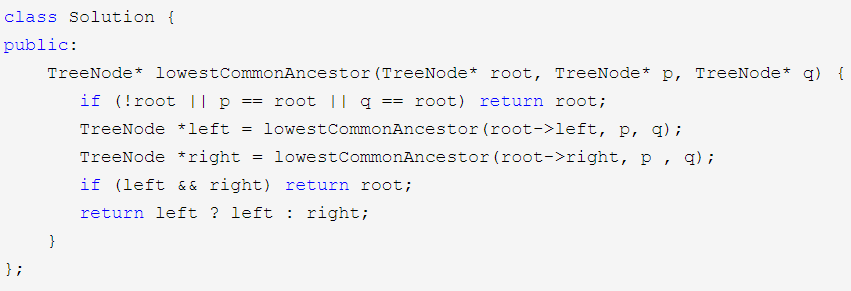 class Solution {
public:
    TreeNode* lowestCommonAncestor(TreeNode* root, TreeNode* p, TreeNode* q) {
       if (!root || p == root || q == root) return root;
       TreeNode *left = lowestCommonAncestor(root->left, p, q);
       TreeNode *right = lowestCommonAncestor(root->right, p , q);
       if (left && right) return root;
       return left ? left : right;
    }
};